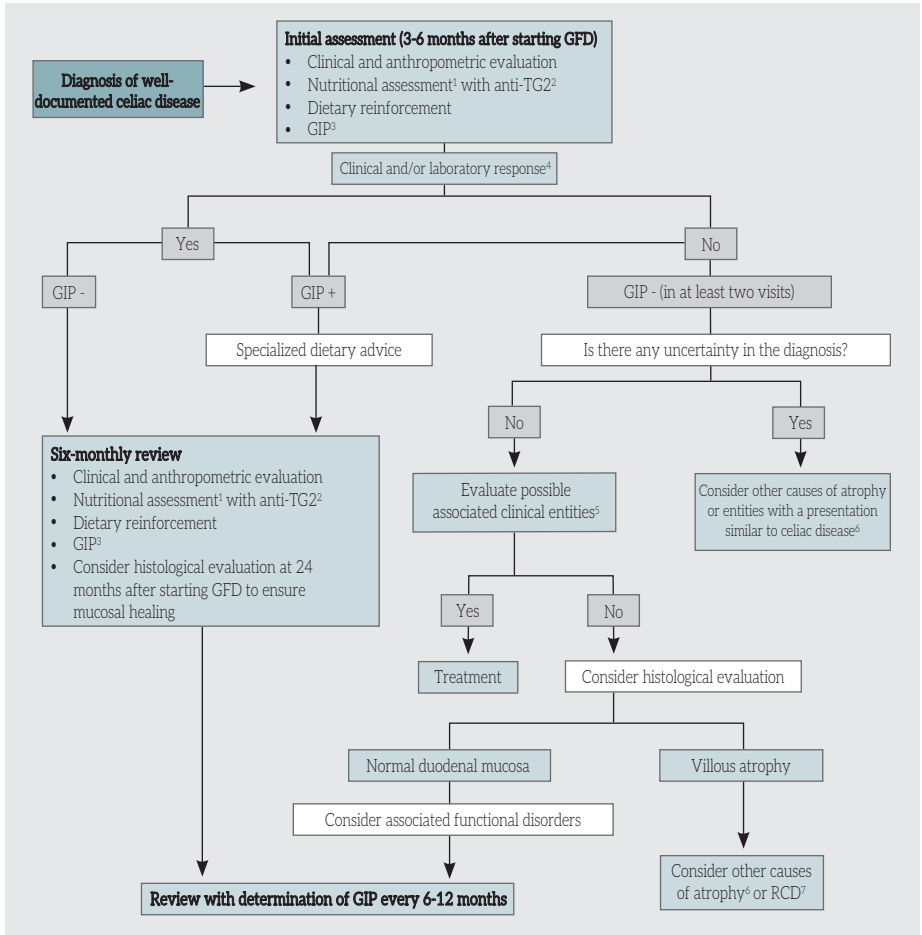 Diagnosis of well-
documented celiac disease
Initial assessment (3-6 months after starting GFD)
• Clinical and anthropometric evaluation
• Nutritional assessment¹ with anti-TG2²
• Dietary reinforcement
• GIP³
Clinical and/or laboratory response⁴
Yes
No
GIP -
GIP +
GIP - (in at least two visits)
Specialized dietary advice
Is there any uncertainty in the diagnosis?
No
Yes
Six-monthly review
• Clinical and anthropometric evaluation
• Nutritional assessment¹ with anti-TG2²
• Dietary reinforcement
• GIP³
• Consider histological evaluation at 24
months after starting GFD to ensure
mucosal healing
Evaluate possible
associated clinical entities⁵
Consider other causes of atrophy
or entities with a presentation
similar to celiac disease⁶
Yes
No
Treatment
Consider histological evaluation
Normal duodenal mucosa
Villous atrophy
Consider associated functional disorders
Consider other causes
of atrophy⁶ or RCD⁷
Review with determination of GIP every 6-12 months